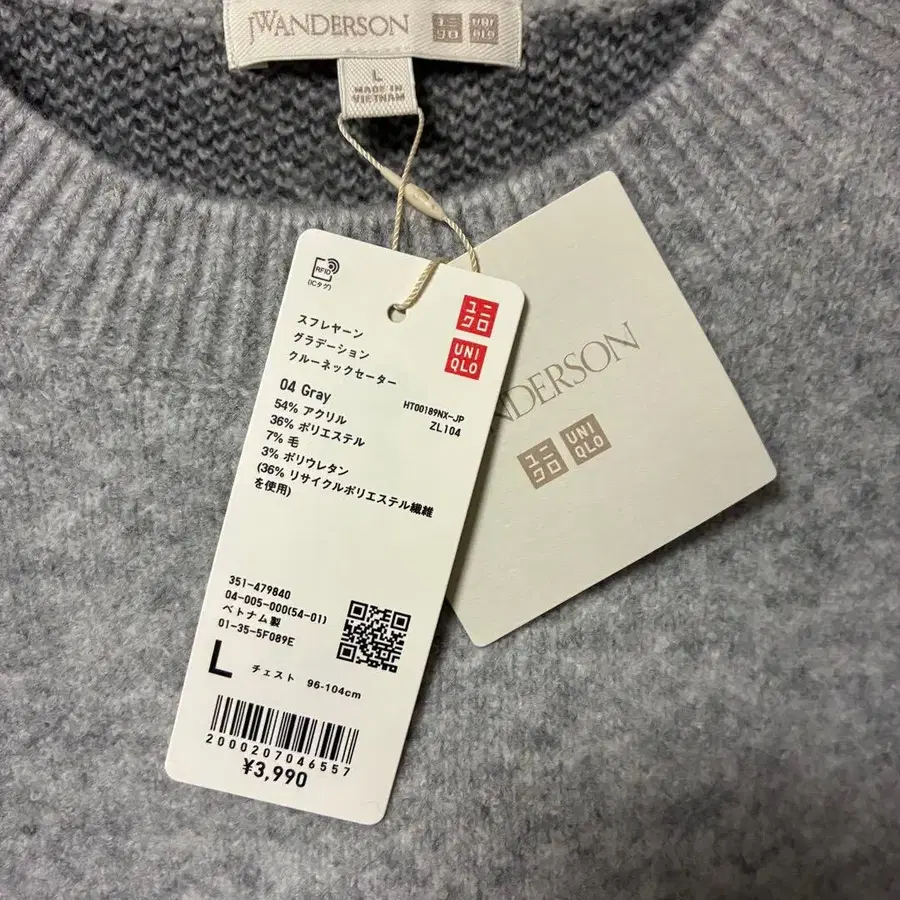 JWANDERSON
ユニクロ
UNIQLO
L
MADE IN
VIETNAM
RFID
(ICタグ)
ユニクロ
UNIQLO
スフレヤーン
グラデーション
クルーネックセーター
04 Gray
HT00189NX-JP
ZL104
54% アクリル
36% ポリエステル
7% 毛
3% ポリウレタン
(36% リサイクルポリエステル繊維
を使用)
351-479840
04-005-000(54-01)
ベトナム製
01-35-5F089E
L チェスト 96-104cm
2000207046557
¥3,990
NDERSON
ユニクロ
UNIQLO